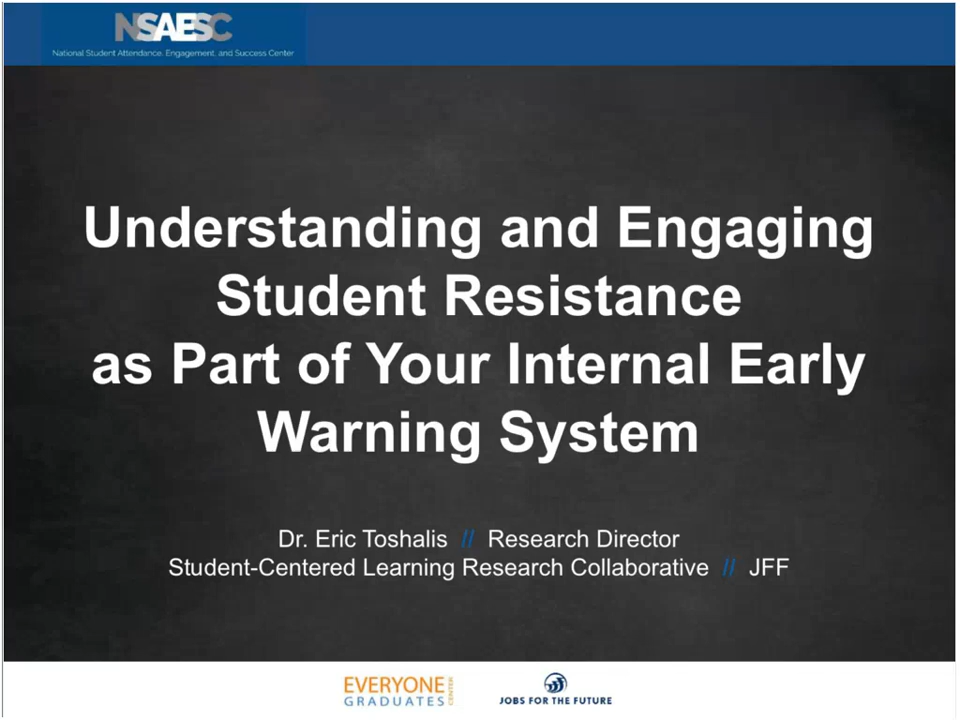 NSAESC
National Student Attendance, Engagement, and Success Center
Understanding and Engaging
Student Resistance
as Part of Your Internal Early
Warning System
Dr. Eric Toshalis // Research Director
Student-Centered Learning Research Collaborative // JFF
EVERYONE
GRADUATES
CENTER
JOBS FOR THE FUTURE